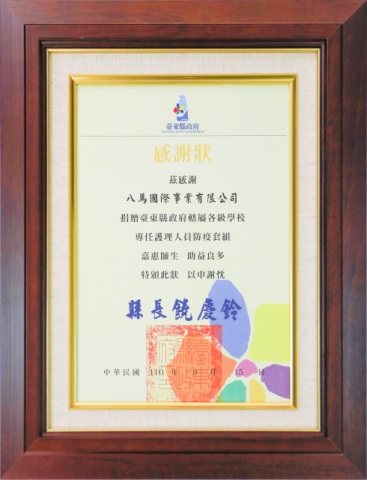 臺東縣政府
感謝狀
茲感謝
八馬國際事業有限公司
捐贈臺東縣政府轄屬各級學校
專任護理人員防疫套組
嘉惠師生 助益良多
特頒此狀 以申謝忱
縣長饒慶鈴
中華民國 110 年 9 月 15 日